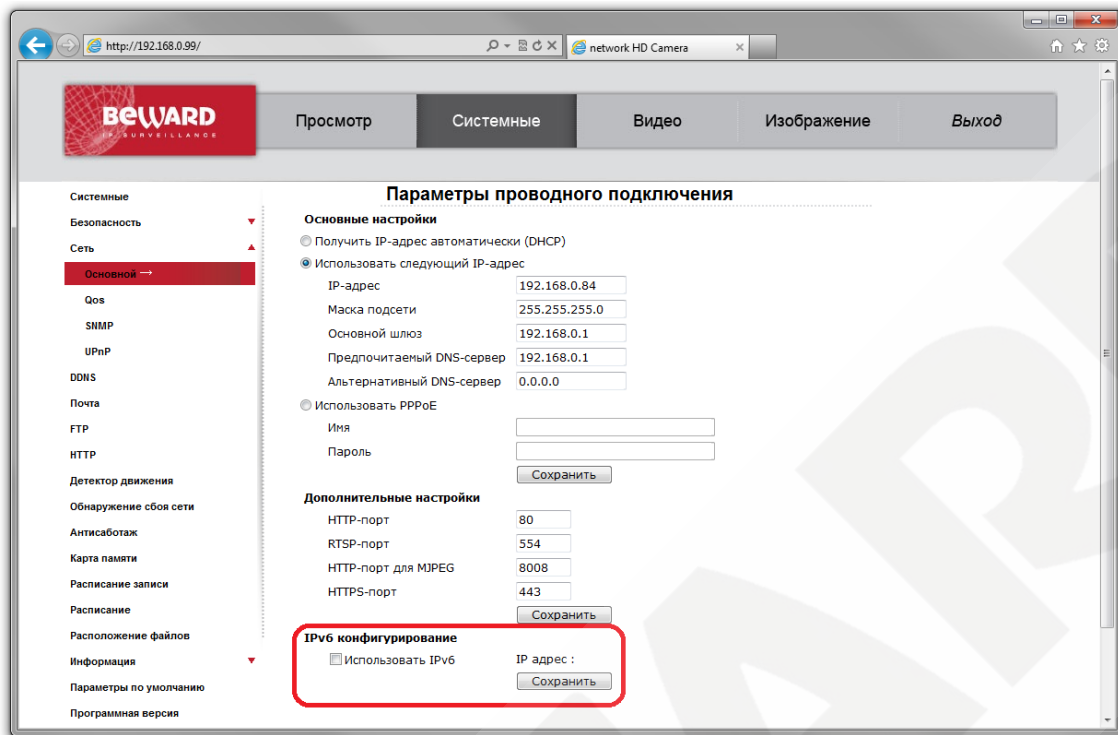 http://192.168.0.99/
network HD Camera
BEWARD
IP SURVEILLANCE
Просмотр
Системные
Видео
Изображение
Выход
Системные
Безопасность
Сеть
Основной →
Qos
SNMP
UPnP
DDNS
Почта
FTP
HTTP
Детектор движения
Обнаружение сбоя сети
Антисаботаж
Карта памяти
Расписание записи
Расписание
Расположение файлов
Информация
Параметры по умолчанию
Программная версия
Параметры проводного подключения
Основные настройки
Получить IP-адрес автоматически (DHCP)
Использовать следующий IP-адрес
IP-адрес 192.168.0.84
Маска подсети 255.255.255.0
Основной шлюз 192.168.0.1
Предпочитаемый DNS-сервер 192.168.0.1
Альтернативный DNS-сервер 0.0.0.0
Использовать PPPoE
Имя
Пароль
Сохранить
Дополнительные настройки
HTTP-порт 80
RTSP-порт 554
HTTP-порт для MJPEG 8008
HTTPS-порт 443
Сохранить
IPv6 конфигурирование
Использовать IPv6 IP адрес :
Сохранить